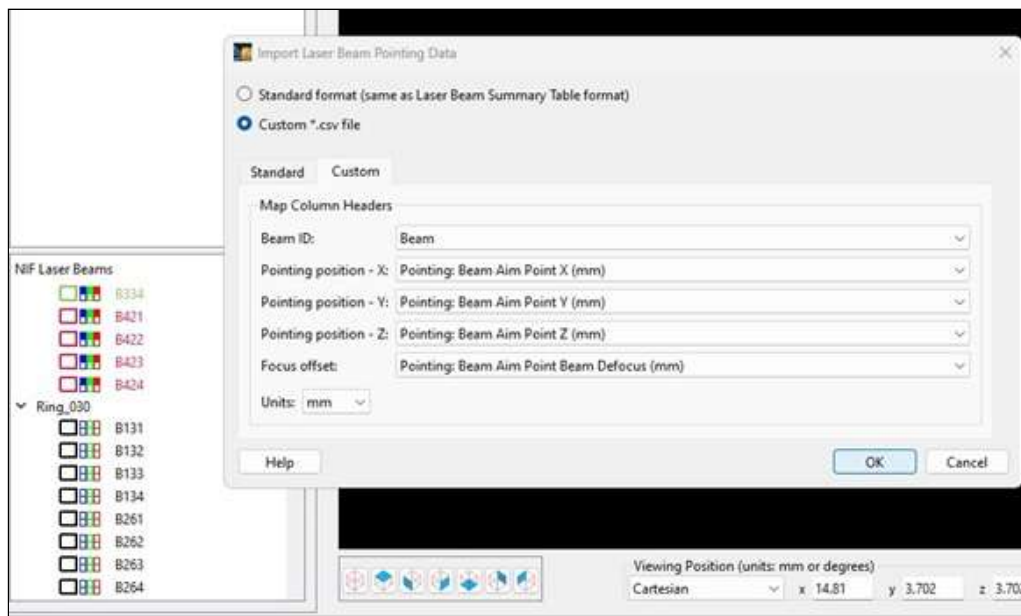 Import Laser Beam Pointing Data
Standard format (same as Laser Beam Summary Table format)
Custom *.csv file
Standard Custom
Map Column Headers
Beam ID: Beam
Pointing position - X: Pointing: Beam Aim Point X (mm)
Pointing position - Y: Pointing: Beam Aim Point Y (mm)
Pointing position - Z: Pointing: Beam Aim Point Z (mm)
Focus offset: Pointing: Beam Aim Point Beam Defocus (mm)
Units: mm
Help OK Cancel
NIF Laser Beams
B334
B421
B422
B423
B424
Ring_030
B131
B132
B133
B134
B261
B262
B263
B264
Viewing Position (units: mm or degrees)
Cartesian x 14.81 y 3.702 z 3.702